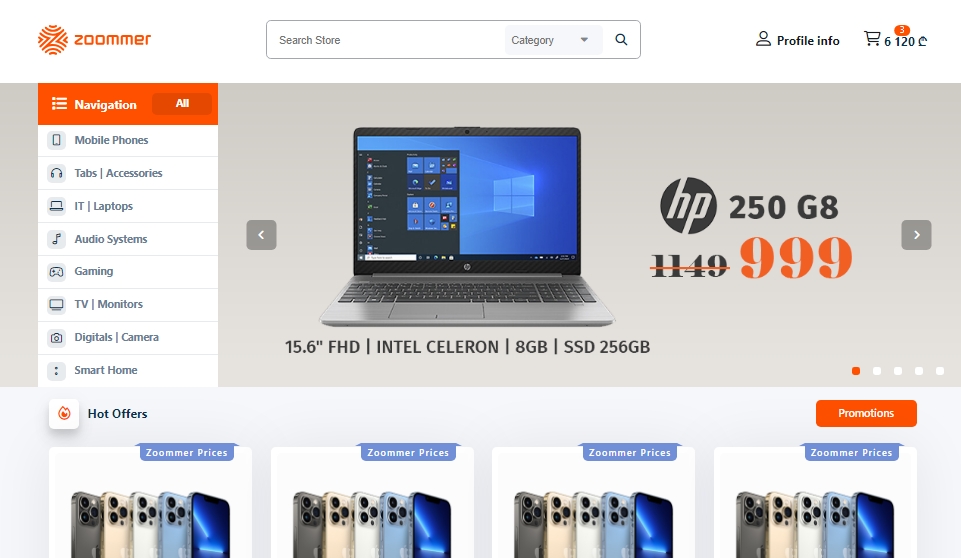 zoommer
Search Store
Category
Profile info
3
6 120 ₾
Navigation
All
Mobile Phones
Tabs | Accessories
IT | Laptops
Audio Systems
Gaming
TV | Monitors
Digitals | Camera
Smart Home
hp 250 G8
1149 999
15.6" FHD | INTEL CELERON | 8GB | SSD 256GB
Hot Offers
Promotions
Zoommer Prices
Zoommer Prices
Zoommer Prices
Zoommer Prices